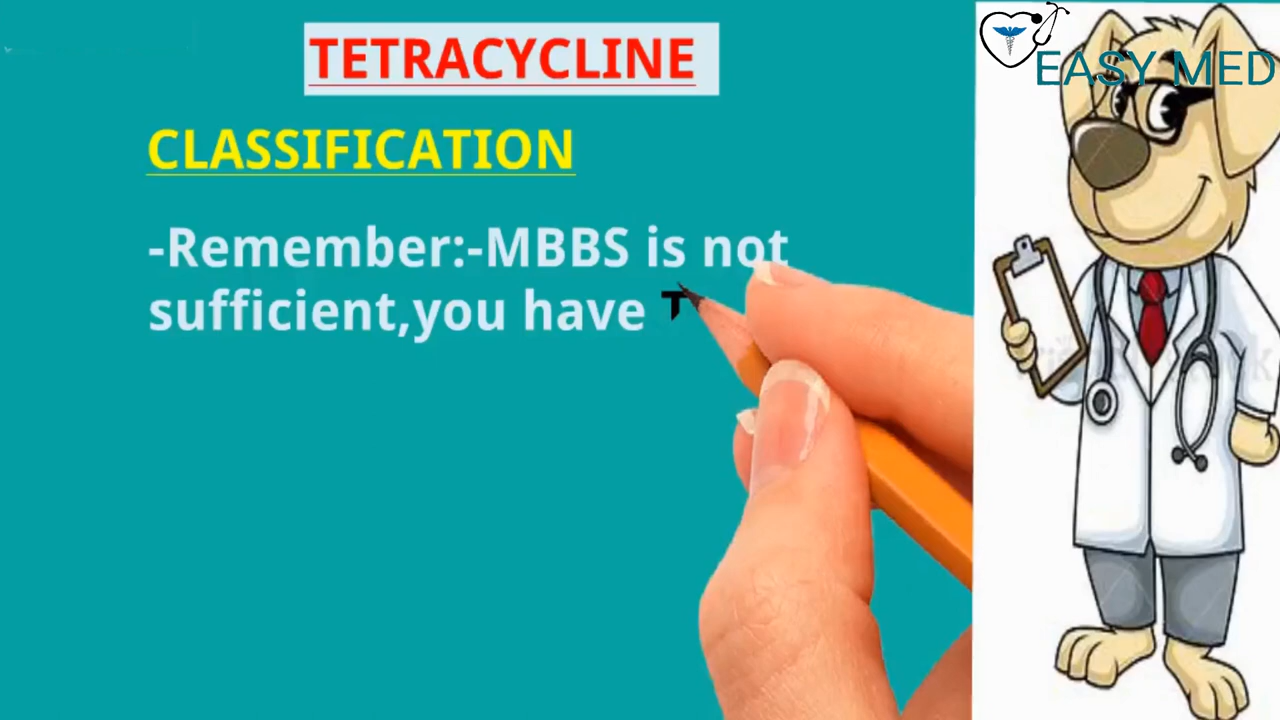 TETRACYCLINE
EASY MED
CLASSIFICATION
-Remember:-MBBS is not
sufficient,you have T